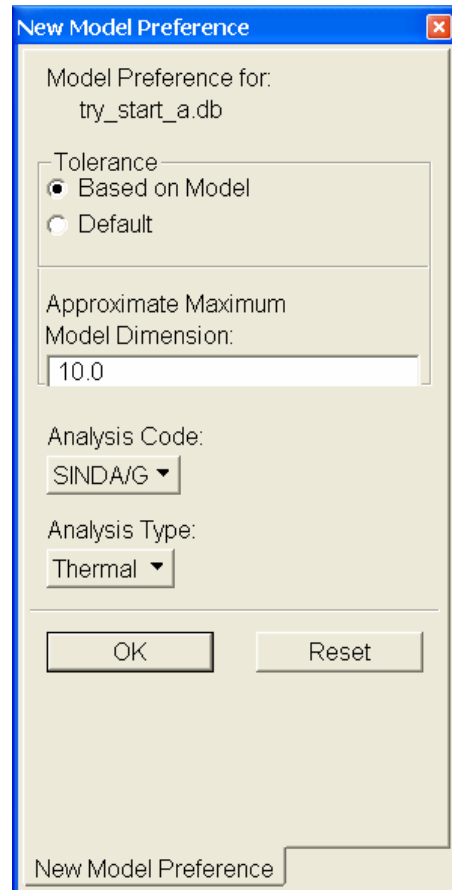 New Model Preference
Model Preference for:
try_start_a.db
Tolerance
Based on Model
Default
Approximate Maximum
Model Dimension:
10.0
Analysis Code:
SINDA/G
Analysis Type:
Thermal
OK
Reset
New Model Preference